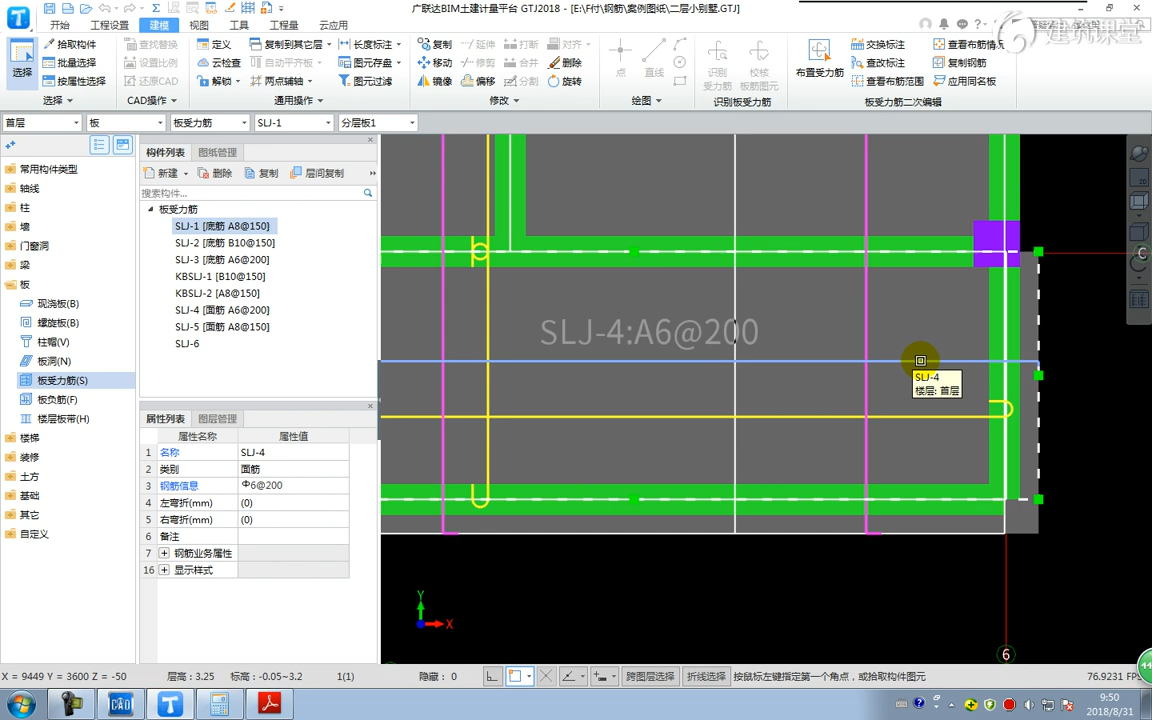 广联达BIM土建计量平台 GTJ2018 - [E:\F付\钢筋\案例图纸\二层小别墅.GTJ]
开始 工程设置 建模 视图 工具 工程量 云应用
建筑课堂
选择 拾取构件 批量选择 按属性选择
查找替换 设置比例 还原CAD
定义 云检查 解锁
复制到其它层 自动平齐板 两点辅轴
长度标注 图元存盘 图元过滤
复制 移动 镜像
延伸 修剪 偏移
打断 合并 分割
对齐 删除 旋转
点 直线
识别受力筋 校核板筋图元
布置受力筋
交换标注 查改标注 查看布筋范围
查看布筋情况 复制钢筋 应用同名板
选择 CAD操作 通用操作 修改 绘图 识别板受力筋 板受力筋二次编辑
首层 板 板受力筋 SLJ-1 分层板1
常用构件类型
轴线
柱
墙
门窗洞
梁
板
现浇板(B)
螺旋板(B)
柱帽(V)
板洞(N)
板受力筋(S)
板负筋(F)
楼层板带(H)
楼梯
装修
土方
基础
其它
自定义
构件列表 图纸管理
新建 删除 复制 层间复制 »
搜索构件...
板受力筋
SLJ-1 [底筋 A8@150]
SLJ-2 [底筋 B10@150]
SLJ-3 [底筋 A6@200]
KBSLJ-1 [B10@150]
KBSLJ-2 [A8@150]
SLJ-4 [面筋 A6@200]
SLJ-5 [面筋 A8@150]
SLJ-6
属性列表 图层管理
属性名称 属性值
1 名称 SLJ-4
2 类别 面筋
3 钢筋信息 Ф6@200
4 左弯折(mm) (0)
5 右弯折(mm) (0)
6 备注
7 + 钢筋业务属性
16 + 显示样式
SLJ-4:A6@200
SLJ-4
楼层: 首层
C
6
Y
X
X = 9449 Y = 3600 Z = -50 层高 : 3.25 标高 : -0.05~3.2 1(1) 隐藏 : 0 跨图层选择 折线选择 按鼠标左键指定第一个角点，或拾取构件图元 76.9231 FPS
44
CAD
9:50
2018/8/31